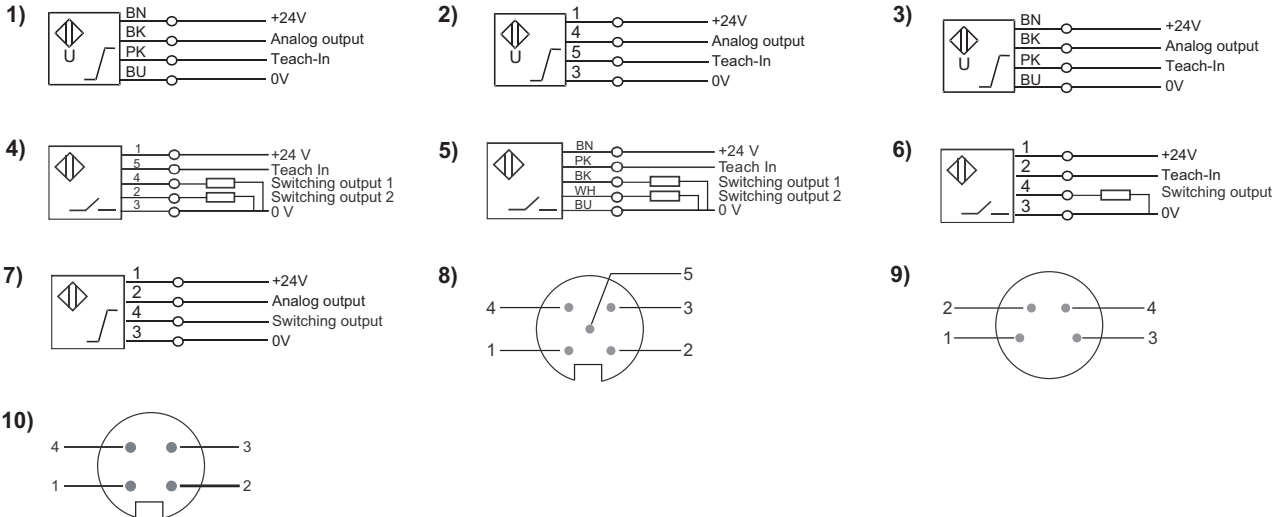 1)
BN +24V
BK Analog output
PK Teach-In
BU 0V
U
2)
1 +24V
4 Analog output
5 Teach-In
3 0V
U
3)
BN +24V
BK Analog output
PK Teach-In
BU 0V
U
4)
1 +24 V
5 Teach In
4 Switching output 1
2 Switching output 2
3 0 V
5)
BN +24 V
PK Teach In
BK Switching output 1
WH Switching output 2
BU 0 V
6)
1 +24V
2 Teach-In
4 Switching output
3 0V
7)
1 +24V
2 Analog output
4 Switching output
3 0V
8)
5
4 3
1 2
9)
2 4
1 3
10)
4 3
1 2